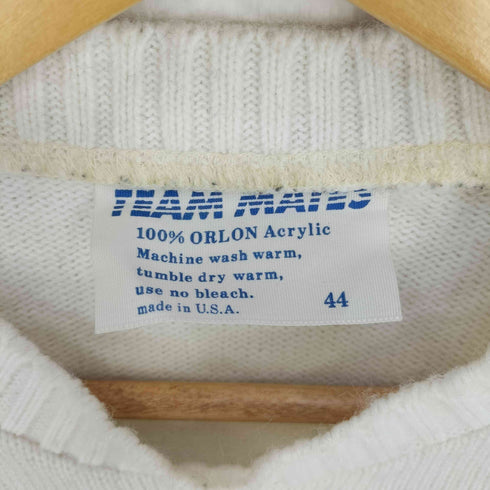 TEAM MATES
100% ORLON Acrylic
Machine wash warm,
tumble dry warm,
use no bleach.
made in U.S.A.
44